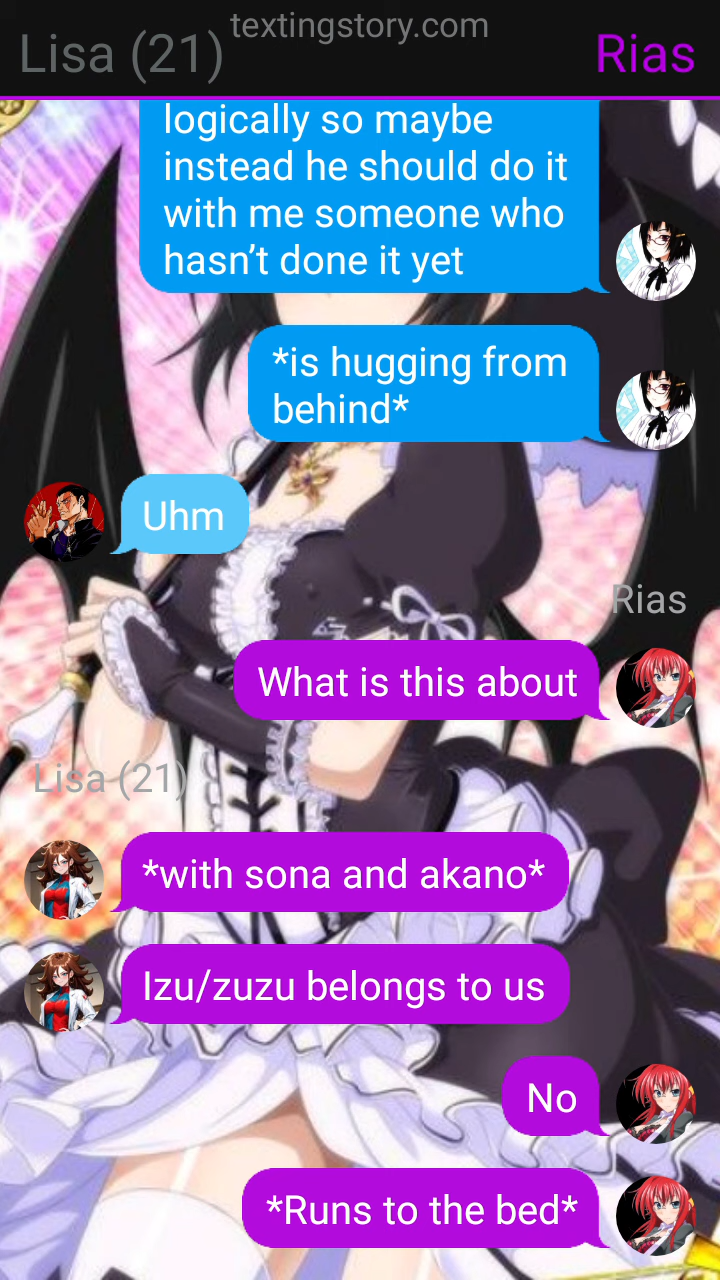 textingstory.com
Lisa (21)
Rias
logically so maybe
instead he should do it
with me someone who
hasn’t done it yet
*is hugging from
behind*
Uhm
Rias
What is this about
Lisa (21)
*with sona and akano*
Izu/zuzu belongs to us
No
*Runs to the bed*